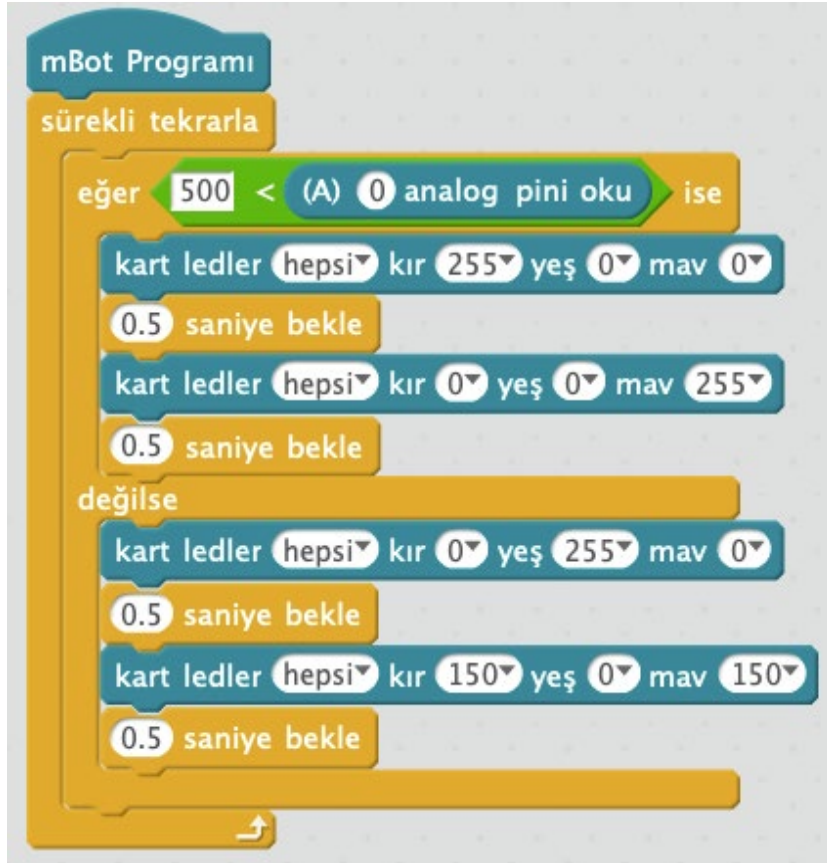 mBot Programı
sürekli tekrarla
eğer 500 < (A) 0 analog pini oku ise
kart ledler hepsi kır 255 yeş 0 mav 0
0.5 saniye bekle
kart ledler hepsi kır 0 yeş 0 mav 255
0.5 saniye bekle
değilse
kart ledler hepsi kır 0 yeş 255 mav 0
0.5 saniye bekle
kart ledler hepsi kır 150 yeş 0 mav 150
0.5 saniye bekle